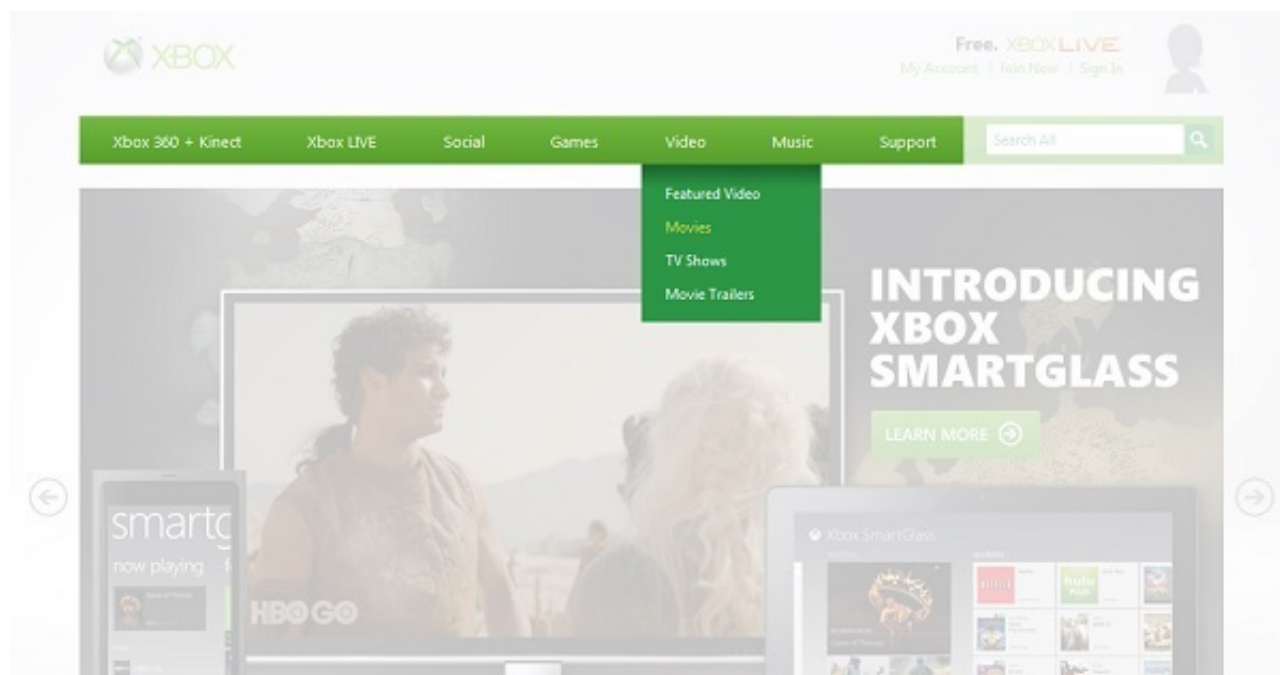 XBOX
Free. XBOX LIVE
My Account | Join Now | Sign In
Xbox 360 + Kinect Xbox LIVE Social Games Video Music Support Search All
Featured Video
Movies
TV Shows
Movie Trailers
INTRODUCING
XBOX
SMARTGLASS
LEARN MORE
smartg
now playing
HBO GO
Xbox SmartGlass
hulu
PLUS